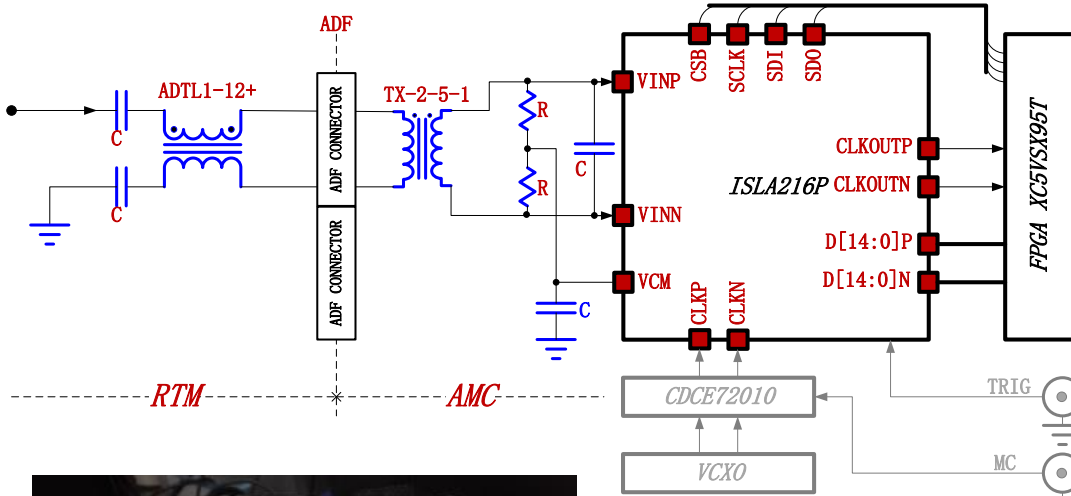 ADF
ADTL1-12+
C
C
ADF CONNECTOR
ADF CONNECTOR
TX-2-5-1
R
R
C
C
CSB
SCLK
SDI
SDO
VINP
VINN
VCM
CLKP
CLKN
ISLA216P
CLKOUTP
CLKOUTN
D[14:0]P
D[14:0]N
FPGA XC5VSX95T
RTM
AMC
CDCE72010
VCXO
TRIG
MC